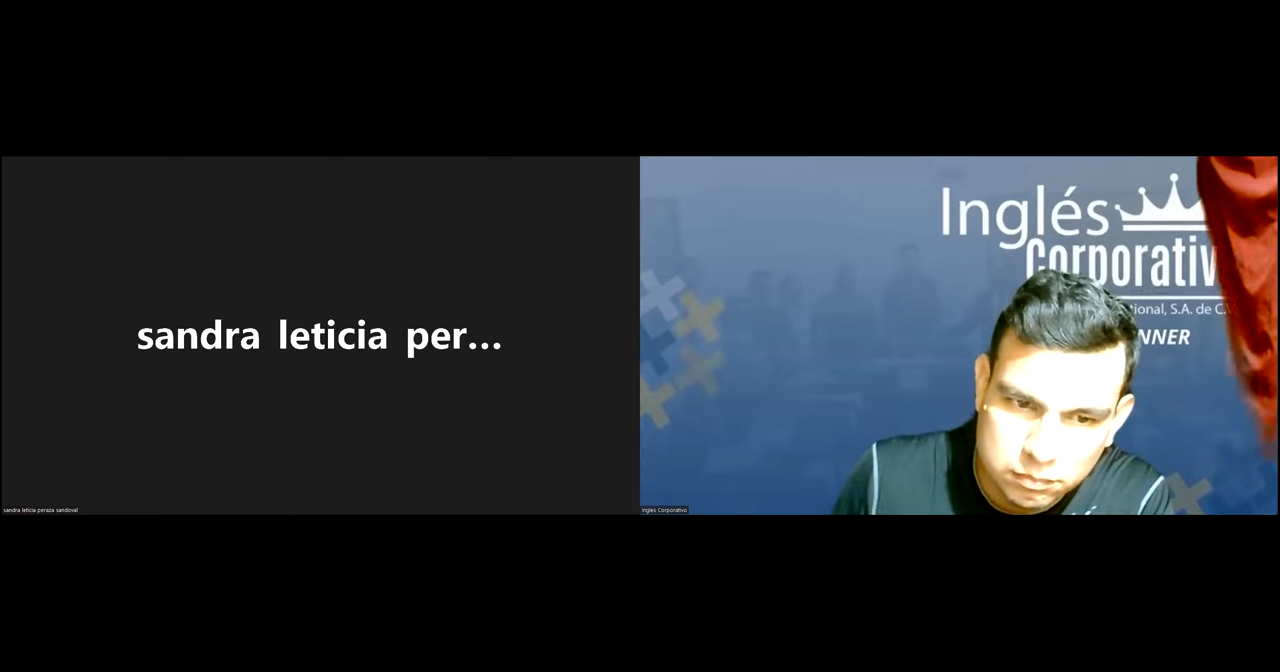 sandra leticia per...
sandra leticia peraza sandoval
Inglés
Corporativ
ional, S.A. de C.V.
NNER
Ingles Corporativo